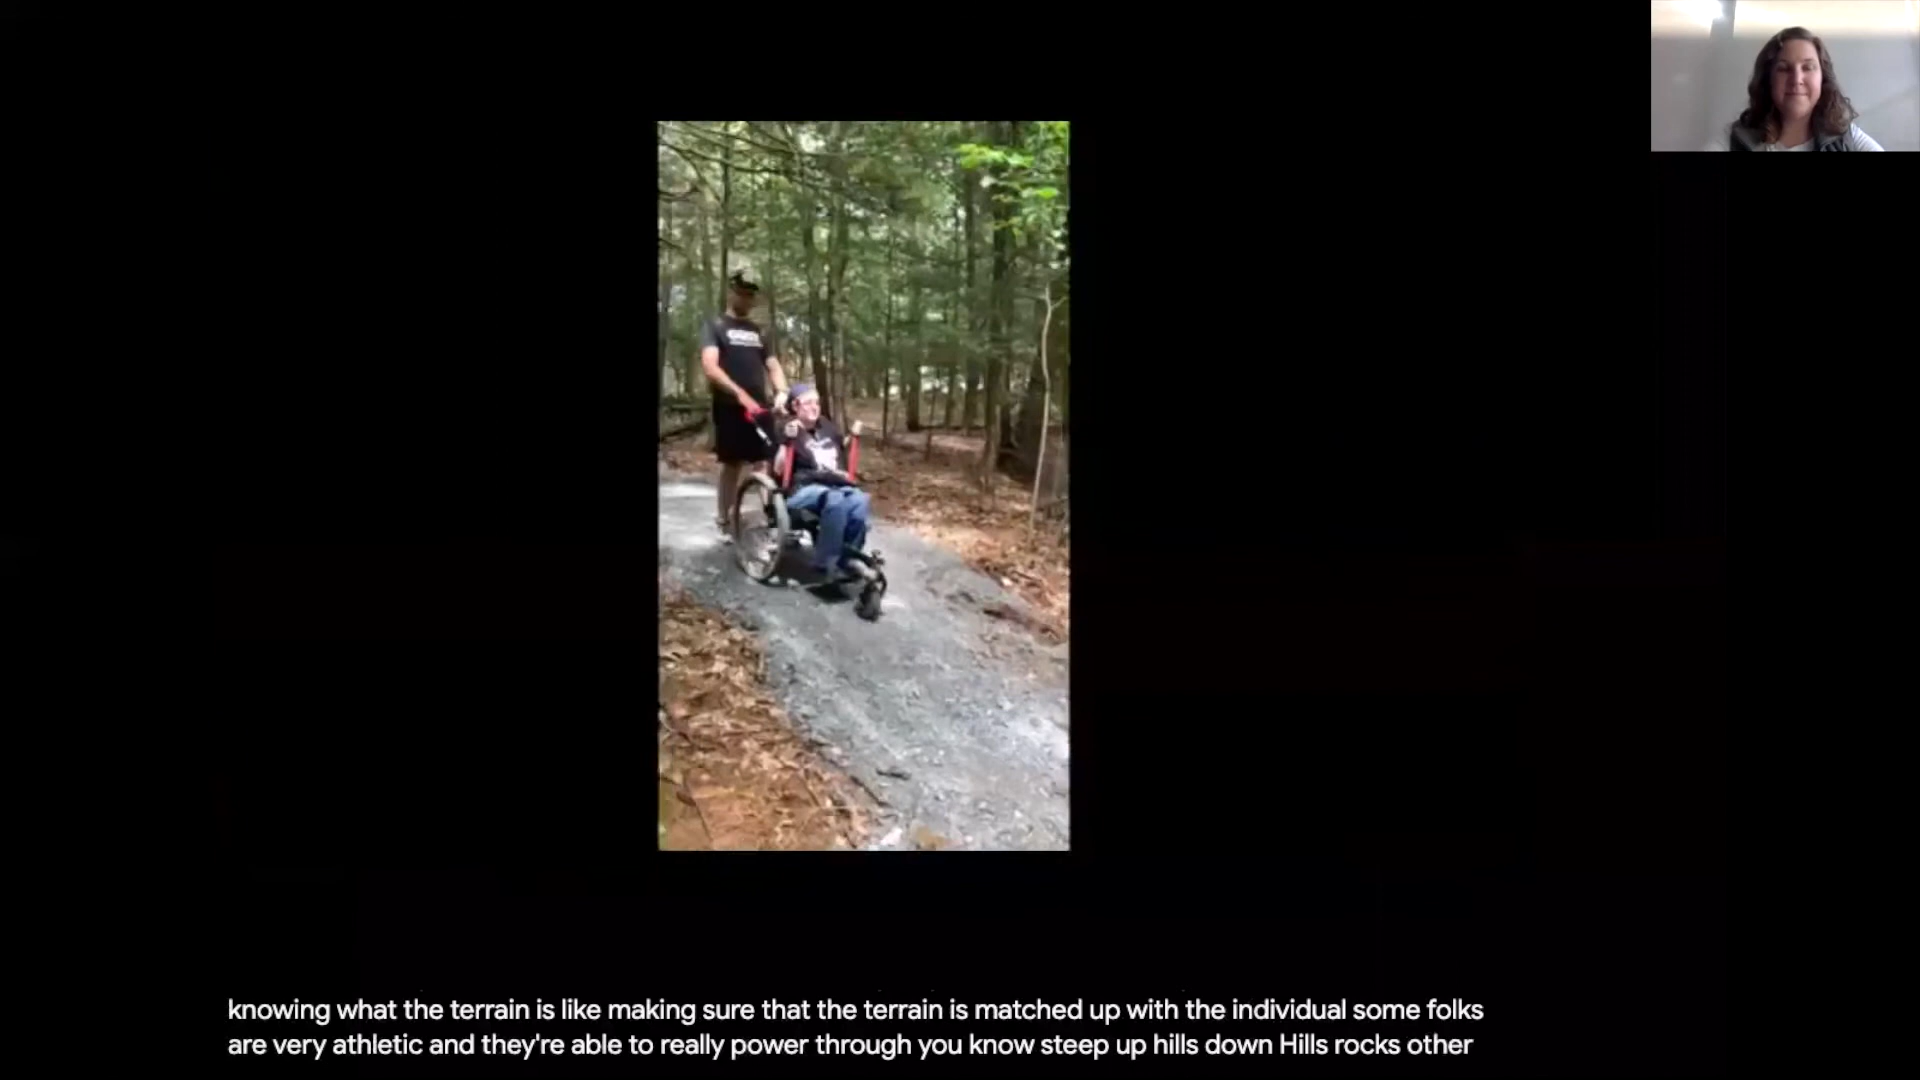 knowing what the terrain is like making sure that the terrain is matched up with the individual some folks
are very athletic and they're able to really power through you know steep up hills down Hills rocks other